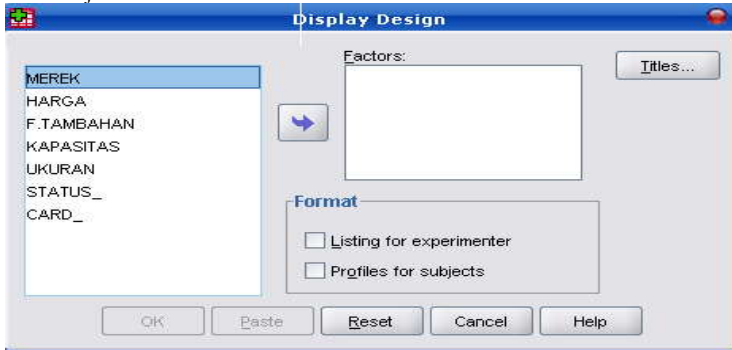 Display Design
MEREK
HARGA
F.TAMBAHAN
KAPASITAS
UKURAN
STATUS_
CARD_
Factors:
Titles...
Format
Listing for experimenter
Profiles for subjects
OK
Paste
Reset
Cancel
Help